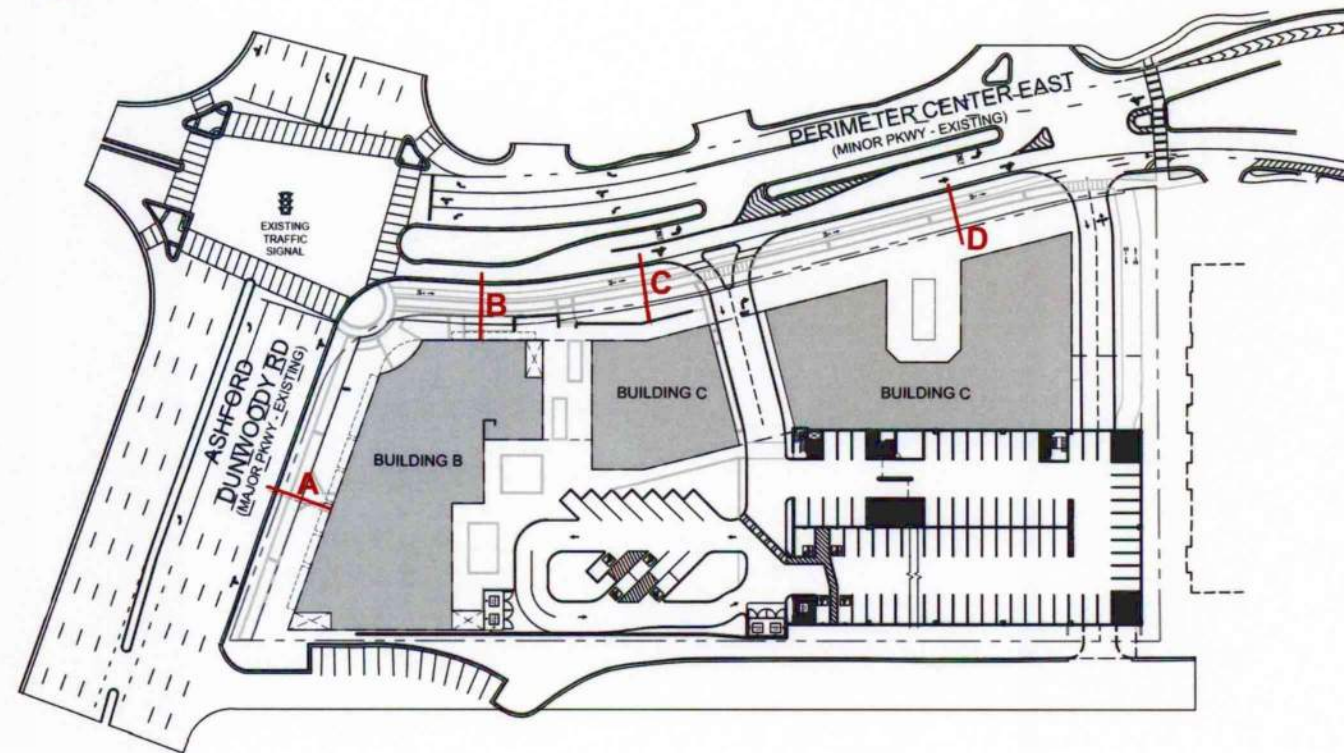 PERIMETER CENTER EAST
(MINOR PKWY - EXISTING)
EXISTING
TRAFFIC
SIGNAL
ASHFORD
DUNWOODY RD
(MAJOR PKWY - EXISTING)
A
B
C
D
BUILDING B
BUILDING C
BUILDING C